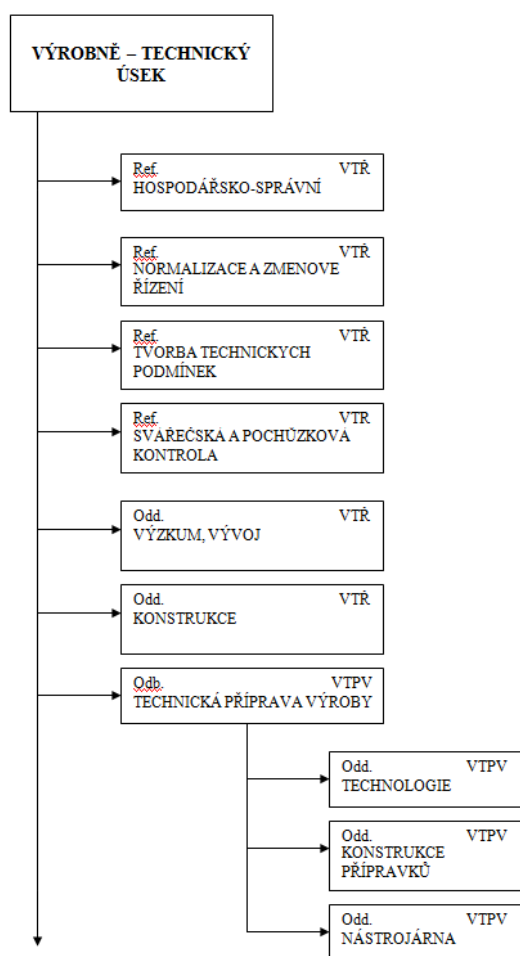 VÝROBNĚ – TECHNICKÝ
ÚSEK
Ref. VTŘ
HOSPODÁŘSKO-SPRÁVNÍ
Ref. VTŘ
NORMALIZACE A ZMENOVE
ŘÍZENÍ
Ref. VTŘ
TVORBA TECHNICKYCH
PODMÍNEK
Ref. VTR
SVÁŘEČSKÁ A POCHŮZKOVÁ
KONTROLA
Odd. VTŘ
VÝZKUM, VÝVOJ
Odd. VTŘ
KONSTRUKCE
Odb. VTPV
TECHNICKÁ PŘÍPRAVA VÝROBY
Odd. VTPV
TECHNOLOGIE
Odd. VTPV
KONSTRUKCE
PŘÍPRAVKŮ
Odd. VTPV
NÁSTROJÁRNA